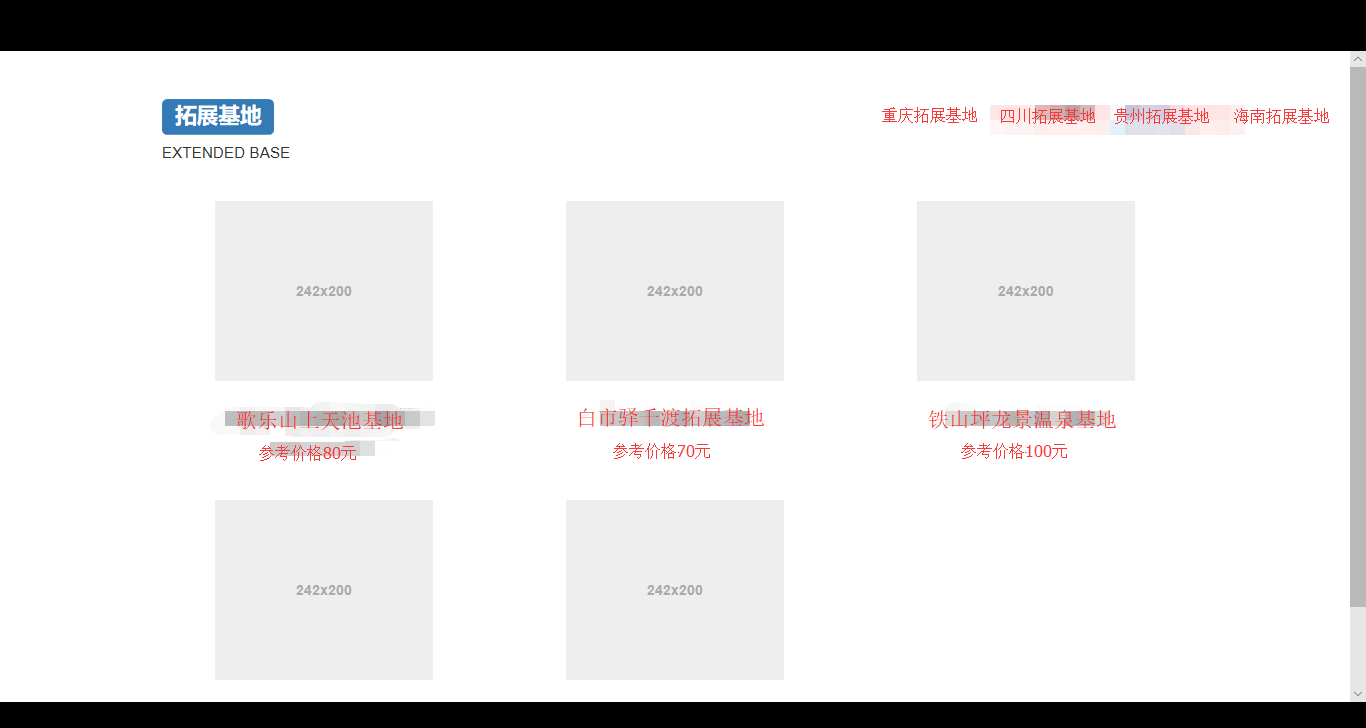 拓展基地
重庆拓展基地 四川拓展基地 贵州拓展基地 海南拓展基地
EXTENDED BASE
242x200 242x200 242x200
歌乐山上天池基地 白市驿千渡拓展基地 铁山坪龙景温泉基地
参考价格80元 参考价格70元 参考价格100元
242x200 242x200